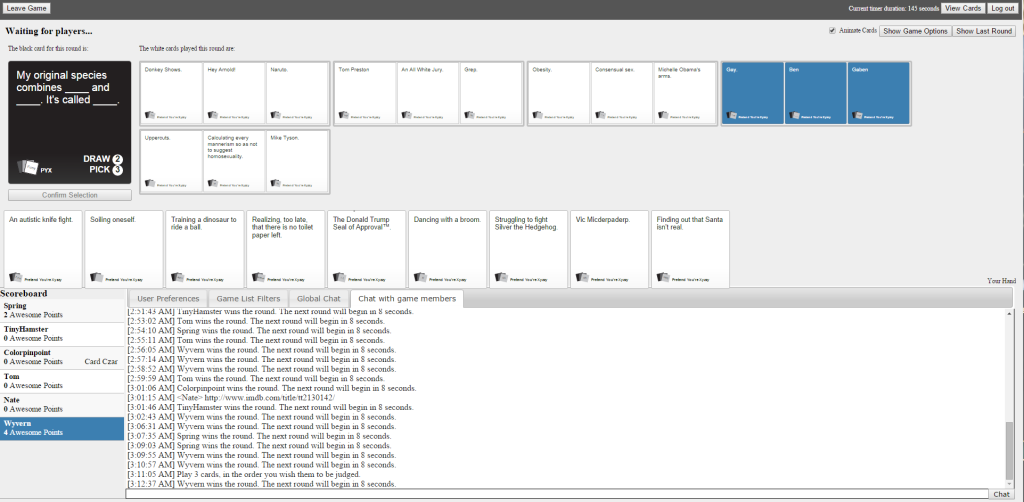 Leave Game
Current timer duration: 145 seconds
View Cards
Log out
Waiting for players...
Animate Cards
Show Game Options
Show Last Round
The black card for this round is:
The white cards played this round are:
My original species
combines ____ and
____. It's called ____.
DRAW 2
PYX
PICK 3
Confirm Selection
Donkey Shows.
Pretend You're Xyzzy
Hey Arnold!
Pretend You're Xyzzy
Naruto.
Pretend You're Xyzzy
Tom Preston
Pretend You're Xyzzy
An All White Jury.
Pretend You're Xyzzy
Grep.
Pretend You're Xyzzy
Obesity.
Pretend You're Xyzzy
Consensual sex.
Pretend You're Xyzzy
Michelle Obama's
arms.
Pretend You're Xyzzy
Gay.
Pretend You're Xyzzy
Ben
Pretend You're Xyzzy
Gaben
Pretend You're Xyzzy
Uppercuts.
Pretend You're Xyzzy
Calculating every
mannerism so as not
to suggest
homosexuality.
Pretend You're Xyzzy
Mike Tyson.
Pretend You're Xyzzy
An autistic knife fight.
Pretend You're Xyzzy
Soiling oneself.
Pretend You're Xyzzy
Training a dinosaur to
ride a ball.
Pretend You're Xyzzy
Realizing, too late,
that there is no toilet
paper left.
Pretend You're Xyzzy
The Donald Trump
Seal of Approval™.
Pretend You're Xyzzy
Dancing with a broom.
Pretend You're Xyzzy
Struggling to fight
Silver the Hedgehog.
Pretend You're Xyzzy
Vic Micderpaderp.
Pretend You're Xyzzy
Finding out that Santa
isn't real.
Pretend You're Xyzzy
Your Hand
Scoreboard
Spring
2 Awesome Points
TinyHamster
0 Awesome Points
Colorpinpoint
0 Awesome Points Card Czar
Tom
0 Awesome Points
Nate
0 Awesome Points
Wyvern
4 Awesome Points
User Preferences
Game List Filters
Global Chat
Chat with game members
[2:51:43 AM] TinyHamster wins the round. The next round will begin in 8 seconds.
[2:53:02 AM] Tom wins the round. The next round will begin in 8 seconds.
[2:54:10 AM] Spring wins the round. The next round will begin in 8 seconds.
[2:55:11 AM] Tom wins the round. The next round will begin in 8 seconds.
[2:56:05 AM] Wyvern wins the round. The next round will begin in 8 seconds.
[2:57:14 AM] Wyvern wins the round. The next round will begin in 8 seconds.
[2:58:52 AM] Wyvern wins the round. The next round will begin in 8 seconds.
[2:59:59 AM] Tom wins the round. The next round will begin in 8 seconds.
[3:01:06 AM] Colorpinpoint wins the round. The next round will begin in 8 seconds.
[3:01:15 AM] <Nate> http://www.imdb.com/title/tt2130142/
[3:01:46 AM] TinyHamster wins the round. The next round will begin in 8 seconds.
[3:02:43 AM] Wyvern wins the round. The next round will begin in 8 seconds.
[3:06:31 AM] Wyvern wins the round. The next round will begin in 8 seconds.
[3:07:35 AM] Spring wins the round. The next round will begin in 8 seconds.
[3:09:03 AM] Spring wins the round. The next round will begin in 8 seconds.
[3:09:55 AM] Wyvern wins the round. The next round will begin in 8 seconds.
[3:10:57 AM] Wyvern wins the round. The next round will begin in 8 seconds.
[3:11:05 AM] Play 3 cards, in the order you wish them to be judged.
[3:12:37 AM] Wyvern wins the round. The next round will begin in 8 seconds.
Chat